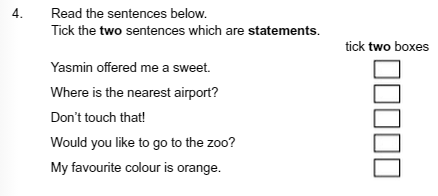 4. Read the sentences below.
Tick the two sentences which are statements.
tick two boxes
Yasmin offered me a sweet.
Where is the nearest airport?
Don't touch that!
Would you like to go to the zoo?
My favourite colour is orange.